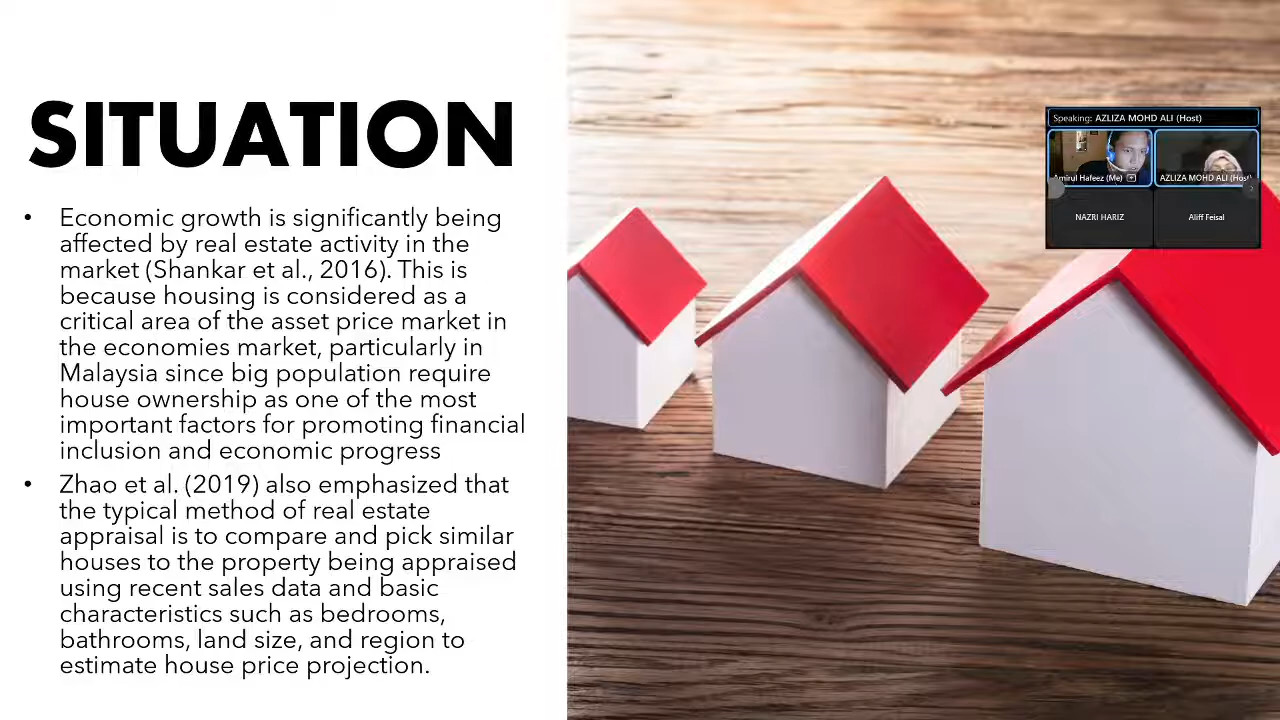 SITUATION
• Economic growth is significantly being
affected by real estate activity in the
market (Shankar et al., 2016). This is
because housing is considered as a
critical area of the asset price market in
the economies market, particularly in
Malaysia since big population require
house ownership as one of the most
important factors for promoting financial
inclusion and economic progress
• Zhao et al. (2019) also emphasized that
the typical method of real estate
appraisal is to compare and pick similar
houses to the property being appraised
using recent sales data and basic
characteristics such as bedrooms,
bathrooms, land size, and region to
estimate house price projection.
Speaking: AZLIZA MOHD ALI (Host)
Amirul Hafeez (Me)
AZLIZA MOHD ALI (Host)
NAZRI HARIZ
Aliff Feisal